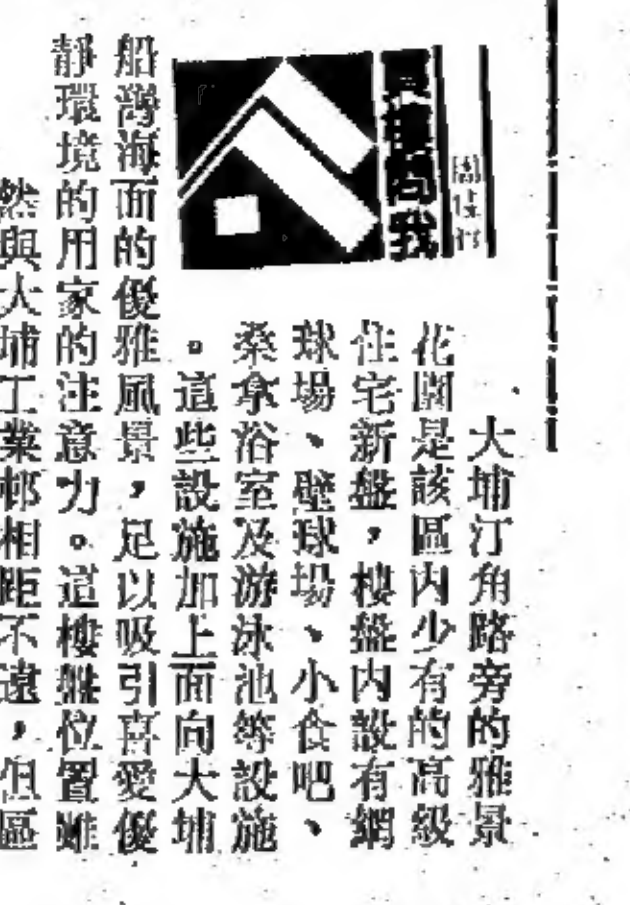 買樓問我
大埔汀角路旁的雅景
花園是該區內少有的高級
住宅新盤，樓盤內設有網
球場、壁球場、小食吧、
桑拿浴室及游泳池等設施
。這些設施加上面向大埔
船灣海面的優雅風景，足以吸引喜愛優
靜環境的用家的注意力。這樓盤位置雖
然與大埔工業邨相距不遠，但區